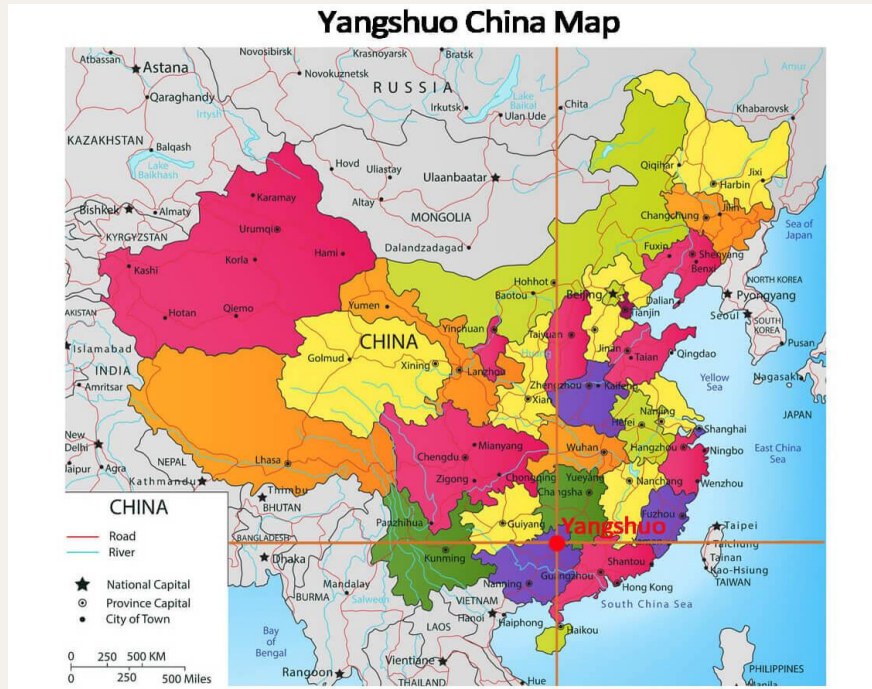 Yangshuo China Map
Novosibirsk
Krasnoyarsk
Bratsk
Atbassan
Astana
Novokuznetsk
RUSSIA
Lake
Baikal
Amur
Qaraghandy
Irtysh
Irkutsk
Ulan Ude
Chita
Khabarovsk
KAZAKHSTAN
Balqash
Lake
Baikhash
Hovd
Uliastay
Ulaanbaatar
Qiqihar
Jixi
Harbin
Karamay
Altay
MONGOLIA
Bishkek
Almaty
Changchung
Jilin
KYRGYZSTAN
Urumqi
Dalandzadagad
Sea of
Japan
Fuxin
Shenyang
Benxi
Kashi
Korla
Hami
Hohhot
Baotou
Beijing
NORTH KOREA
Dalian
Pyongyang
Hotan
Qiemo
Yumen
Tianjin
Seoul
SOUTH
KOREA
AKISTAN
Yinchuan
Taiyuan
CHINA
Islamabad
Golmud
Xining
Lanzhou
Huang
Jinan
Taian
Qingdao
Pusan
INDIA
Amritsar
Zhengzhou
Kaifeng
Yellow
Sea
Nagasaki
JAPAN
Xian
Nanjing
Hefei
Shanghai
New
Delhi
Jaipur
Agra
NEPAL
Kathmandu
Lhasa
Mianyang
Chengdu
Zigong
Chongqing
Wuhan
Hangzhou
Ningbo
East China
Sea
Yueyang
Changsha
Nanchang
Wenzhou
Thimbu
BHUTAN
CHINA
Panzhihua
Guiyang
Yangshuo
Fuzhou
Taipei
Road
River
BANGLADESH
Dhaka
Kunming
Taichung
Tainan
Kao-Hsiung
TAIWAN
Shantou
Guangzhou
Nanning
Hong Kong
National Capital
Province Capital
City of Town
Mandalay
BURMA
Salween
VIETNAM
Hanoi
Haiphong
South China Sea
LAOS
Haikou
Bay
of
Bengal
0 250 500 KM
0 250 500 Miles
Rangoon
Vientiane
THAILAND
Hue
PHILIPPINES
Manila